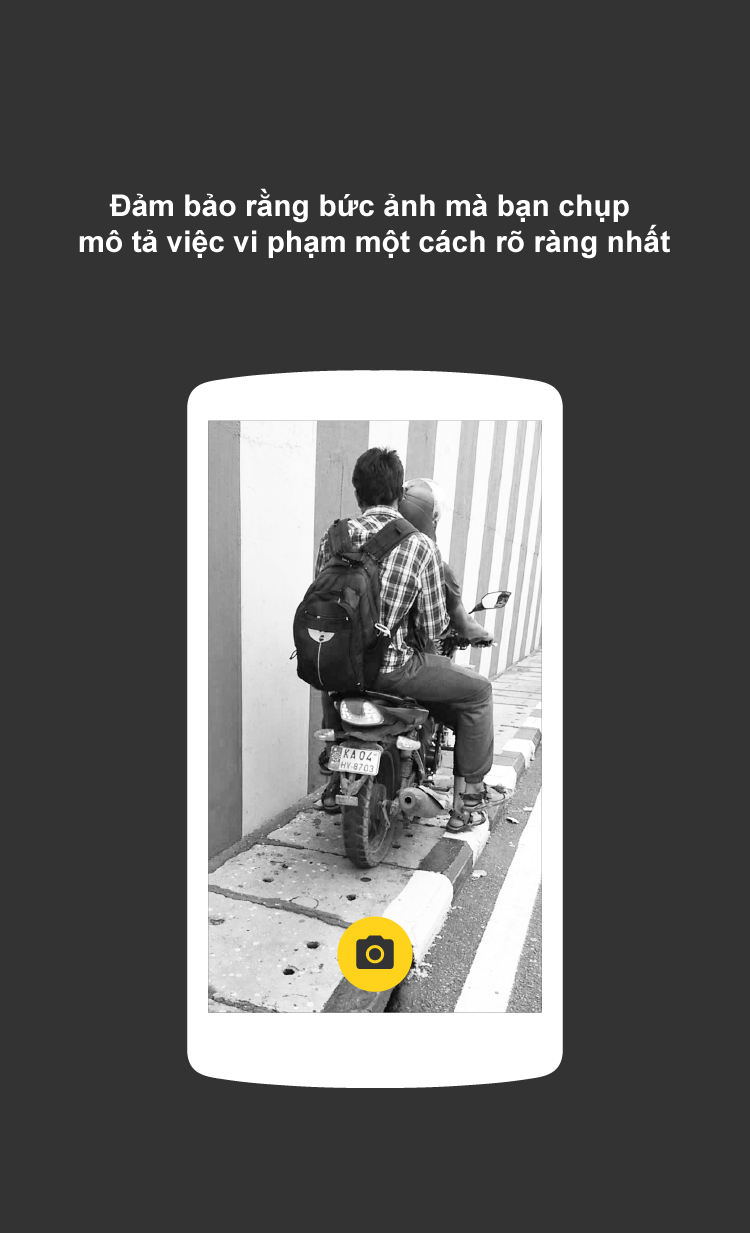 Đảm bảo rằng bức ảnh mà bạn chụp
mô tả việc vi phạm một cách rõ ràng nhất
KA 04
HV-8703